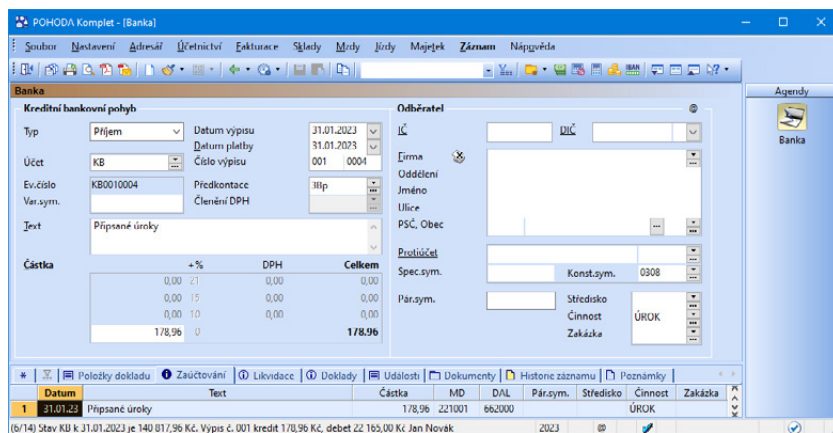 POHODA Komplet - [Banka]
Soubor Nastavení Adresář Účetnictví Fakturace Sklady Mzdy Jízdy Majetek Záznam Nápověda
IBAN
Banka
Agendy
Banka
Kreditní bankovní pohyb
Typ Příjem Datum výpisu 31.01.2023
Datum platby 31.01.2023
Účet KB Číslo výpisu 001 0004
Ev.číslo KB0010004 Předkontace 3Bp
Var.sym. Členění DPH
Text Připsané úroky
Částka +% DPH Celkem
0,00 21 0,00 0,00
0,00 15 0,00 0,00
0,00 10 0,00 0,00
178,96 0 178.96
Odběratel @
IČ DIČ
Firma
Oddělení
Jméno
Ulice
PSČ, Obec
Protiúčet
Spec.sym. Konst.sym. 0308
Pár.sym. Středisko
Činnost ÚROK
Zakázka
* Položky dokladu Zaúčtování Likvidace Doklady Události Dokumenty Historie záznamu Poznámky
Datum Text Částka MD DAL Pár.sym. Středisko Činnost Zakázka
1 31.01.23 Připsané úroky 178,96 221001 662000 ÚROK
(6/14) Stav KB k 31.01.2023 je 140 817,96 Kč. Výpis č. 001 kredit 178,96 Kč, debet 22 165,00 Kč Jan Novák 2023 @